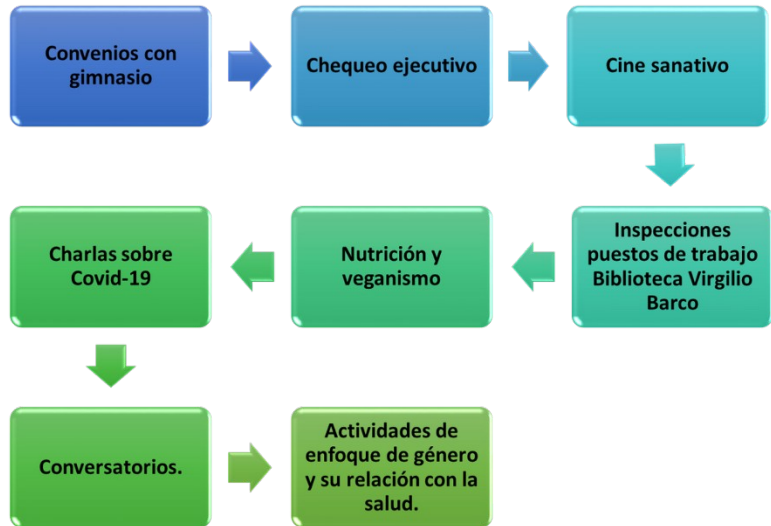 Convenios con
gimnasio
Chequeo ejecutivo
Cine sanativo
Inspecciones
puestos de trabajo
Biblioteca Virgilio
Barco
Nutrición y
veganismo
Charlas sobre
Covid-19
Conversatorios.
Actividades de
enfoque de género
y su relación con la
salud.